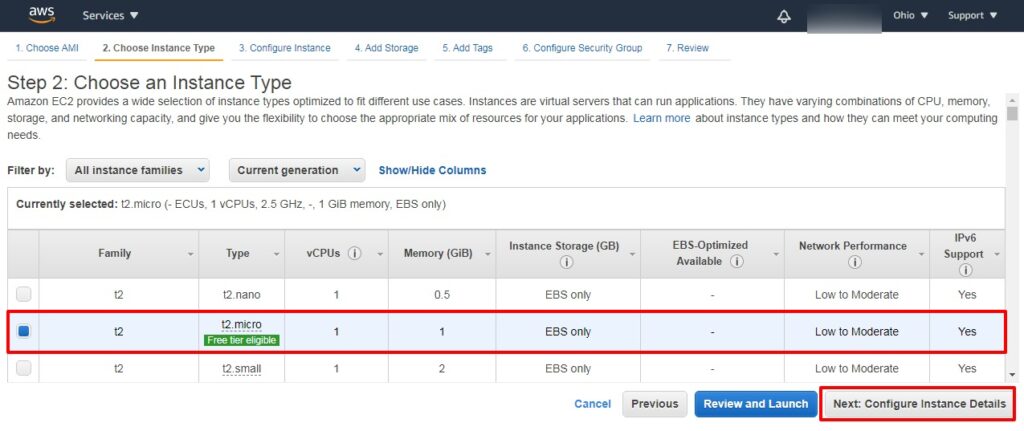 aws Services Ohio Support
1. Choose AMI 2. Choose Instance Type 3. Configure Instance 4. Add Storage 5. Add Tags 6. Configure Security Group 7. Review
Step 2: Choose an Instance Type
Amazon EC2 provides a wide selection of instance types optimized to fit different use cases. Instances are virtual servers that can run applications. They have varying combinations of CPU, memory,
storage, and networking capacity, and give you the flexibility to choose the appropriate mix of resources for your applications. Learn more about instance types and how they can meet your computing
needs.
Filter by: All instance families Current generation Show/Hide Columns
Currently selected: t2.micro (- ECUs, 1 vCPUs, 2.5 GHz, -, 1 GiB memory, EBS only)
Family Type vCPUs Memory (GiB) Instance Storage (GB) EBS-Optimized Available Network Performance IPv6 Support
t2 t2.nano 1 0.5 EBS only - Low to Moderate Yes
t2 t2.micro 1 1 EBS only - Low to Moderate Yes
Free tier eligible
t2 t2.small 1 2 EBS only - Low to Moderate Yes
Cancel Previous Review and Launch Next: Configure Instance Details